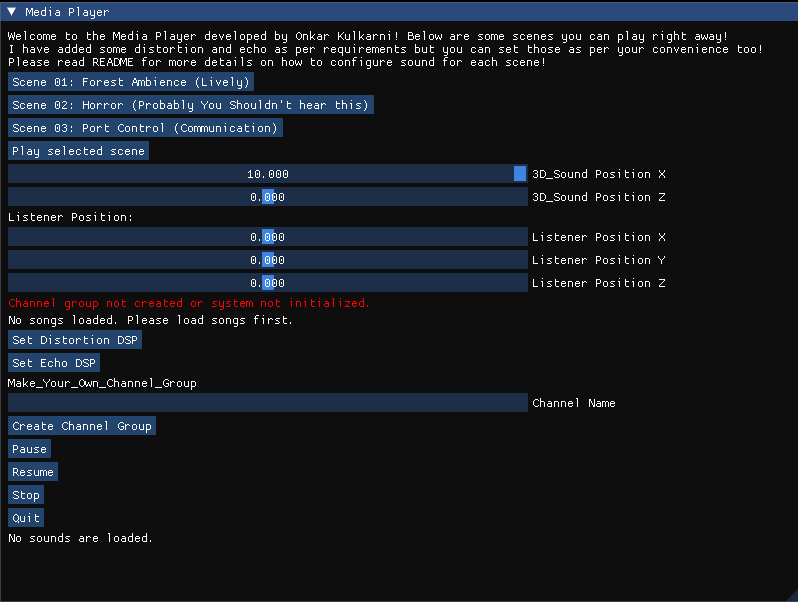 Media Player
Welcome to the Media Player developed by Onkar Kulkarni! Below are some scenes you can play right away!
I have added some distortion and echo as per requirements but you can set those as per your convenience too!
Please read README for more details on how to configure sound for each scene!
Scene 01: Forest Ambience (Lively)
Scene 02: Horror (Probably You Shouldn't hear this)
Scene 03: Port Control (Communication)
Play selected scene
10.000 3D_Sound Position X
0.000 3D_Sound Position Z
Listener Position:
0.000 Listener Position X
0.000 Listener Position Y
0.000 Listener Position Z
Channel group not created or system not initialized.
No songs loaded. Please load songs first.
Set Distortion DSP
Set Echo DSP
Make_Your_Own_Channel_Group
Channel Name
Create Channel Group
Pause
Resume
Stop
Quit
No sounds are loaded.